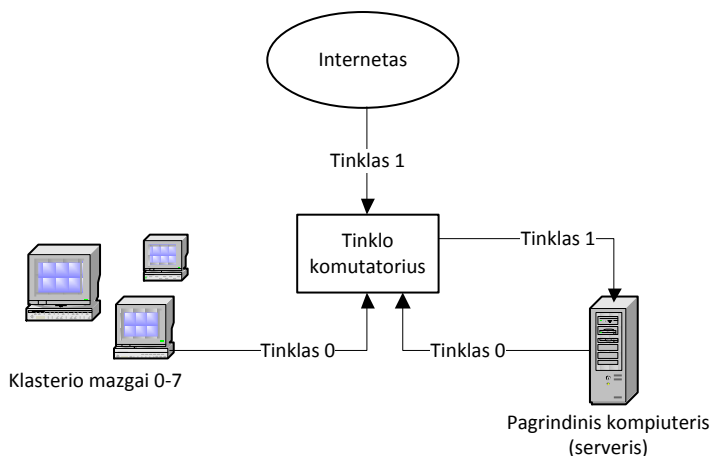 Internetas
Tinklas 1
Tinklo
komutatorius
Tinklas 1
Tinklas 0
Tinklas 0
Klasterio mazgai 0-7
Pagrindinis kompiuteris
(serveris)